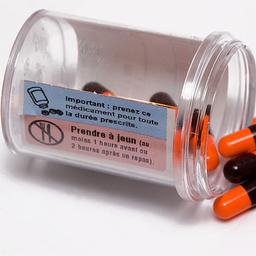 Important : prenez ce
médicament pour toute
la durée prescrite.
Prendre à jeun (au
moins 1 heure avant ou
2 heures après un repas).